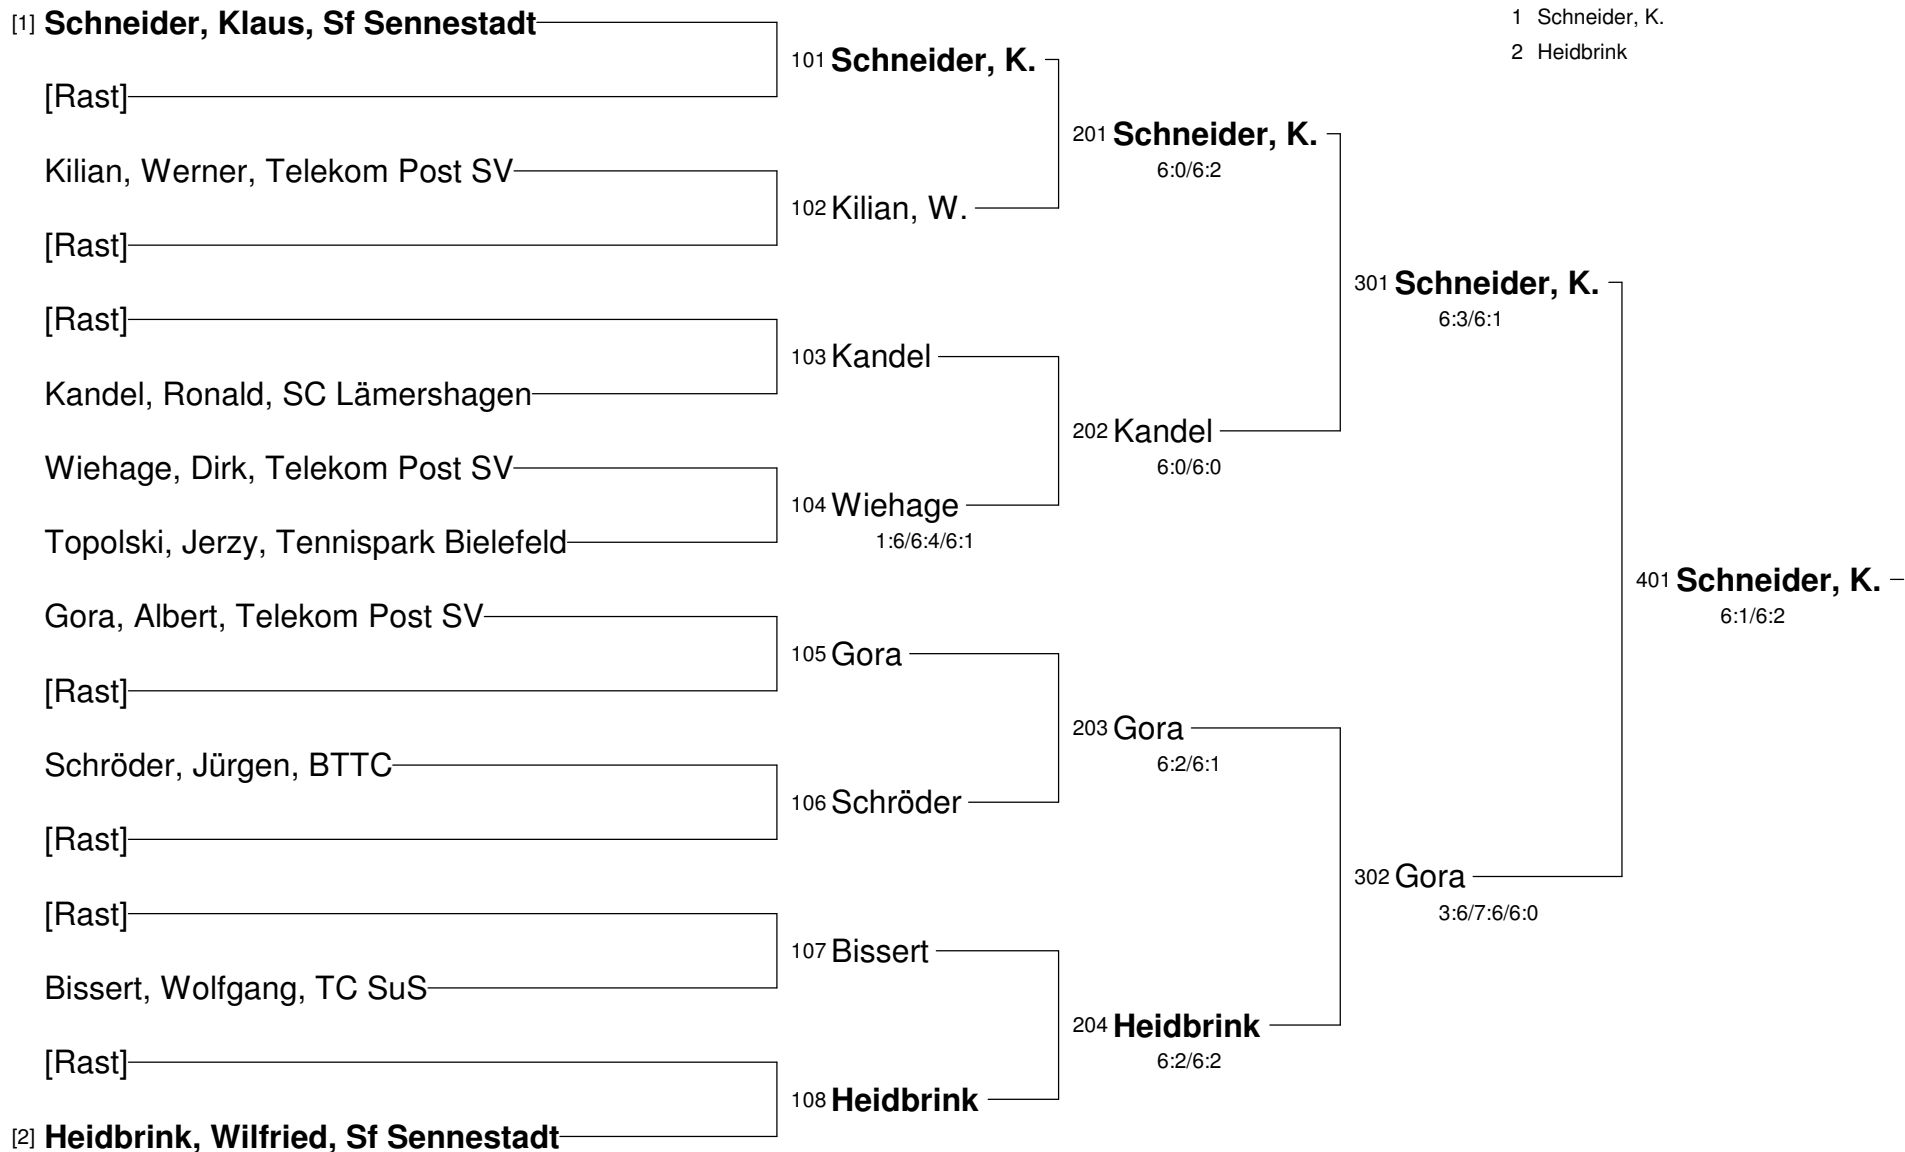 [1] Schneider, Klaus, Sf Sennestadt
[Rast]
Kilian, Werner, Telekom Post SV
[Rast]
[Rast]
Kandel, Ronald, SC Lämershagen
Wiehage, Dirk, Telekom Post SV
Topolski, Jerzy, Tennispark Bielefeld
Gora, Albert, Telekom Post SV
[Rast]
Schröder, Jürgen, BTTC
[Rast]
[Rast]
Bissert, Wolfgang, TC SuS
[Rast]
[2] Heidbrink, Wilfried, Sf Sennestadt
101 Schneider, K.
102 Kilian, W.
103 Kandel
104 Wiehage
1:6/6:4/6:1
105 Gora
106 Schröder
107 Bissert
108 Heidbrink
201 Schneider, K.
6:0/6:2
202 Kandel
6:0/6:0
203 Gora
6:2/6:1
204 Heidbrink
6:2/6:2
301 Schneider, K.
6:3/6:1
302 Gora
3:6/7:6/6:0
401 Schneider, K.
6:1/6:2
1 Schneider, K.
2 Heidbrink